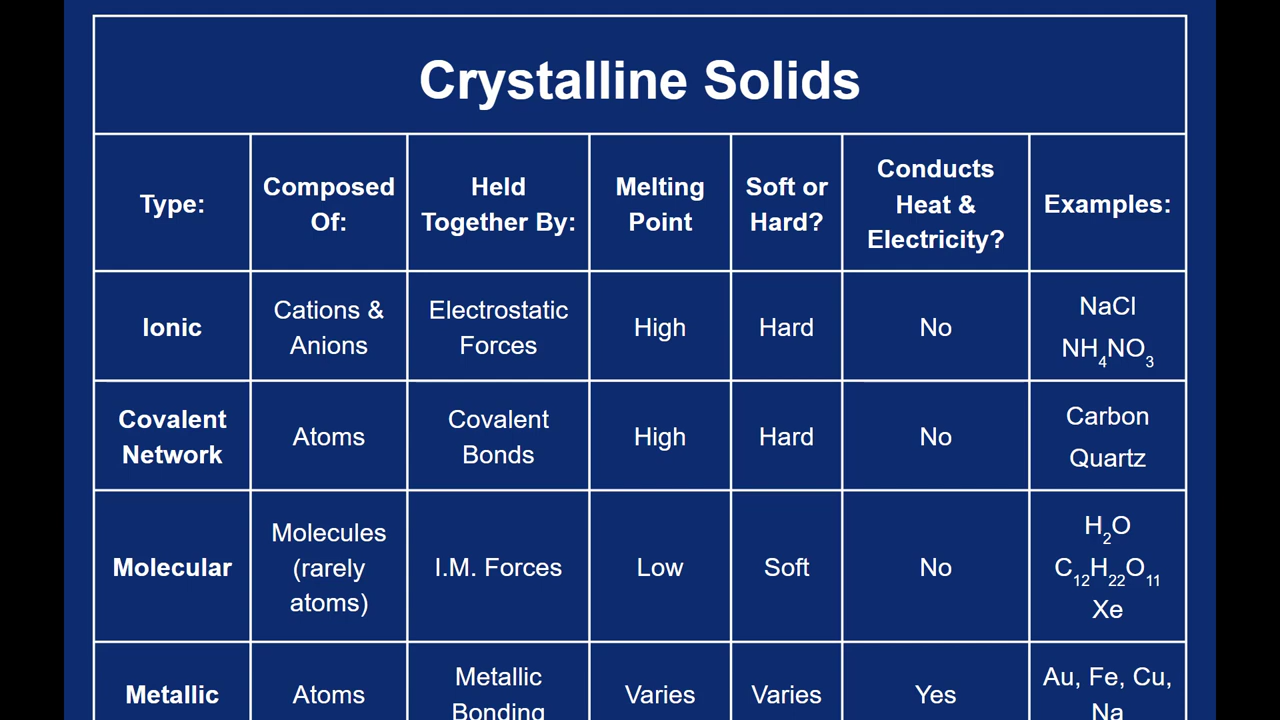 Crystalline Solids
Type:
Composed
Of:
Held
Together By:
Melting
Point
Soft or
Hard?
Conducts
Heat &
Electricity?
Examples:
Ionic
Cations &
Anions
Electrostatic
Forces
High
Hard
No
NaCl
NH₄NO₃
Covalent
Network
Atoms
Covalent
Bonds
High
Hard
No
Carbon
Quartz
Molecular
Molecules
(rarely
atoms)
I.M. Forces
Low
Soft
No
H₂O
C₁₂H₂₂O₁₁
Xe
Metallic
Atoms
Metallic
Bonding
Varies
Varies
Yes
Au, Fe, Cu,
Na